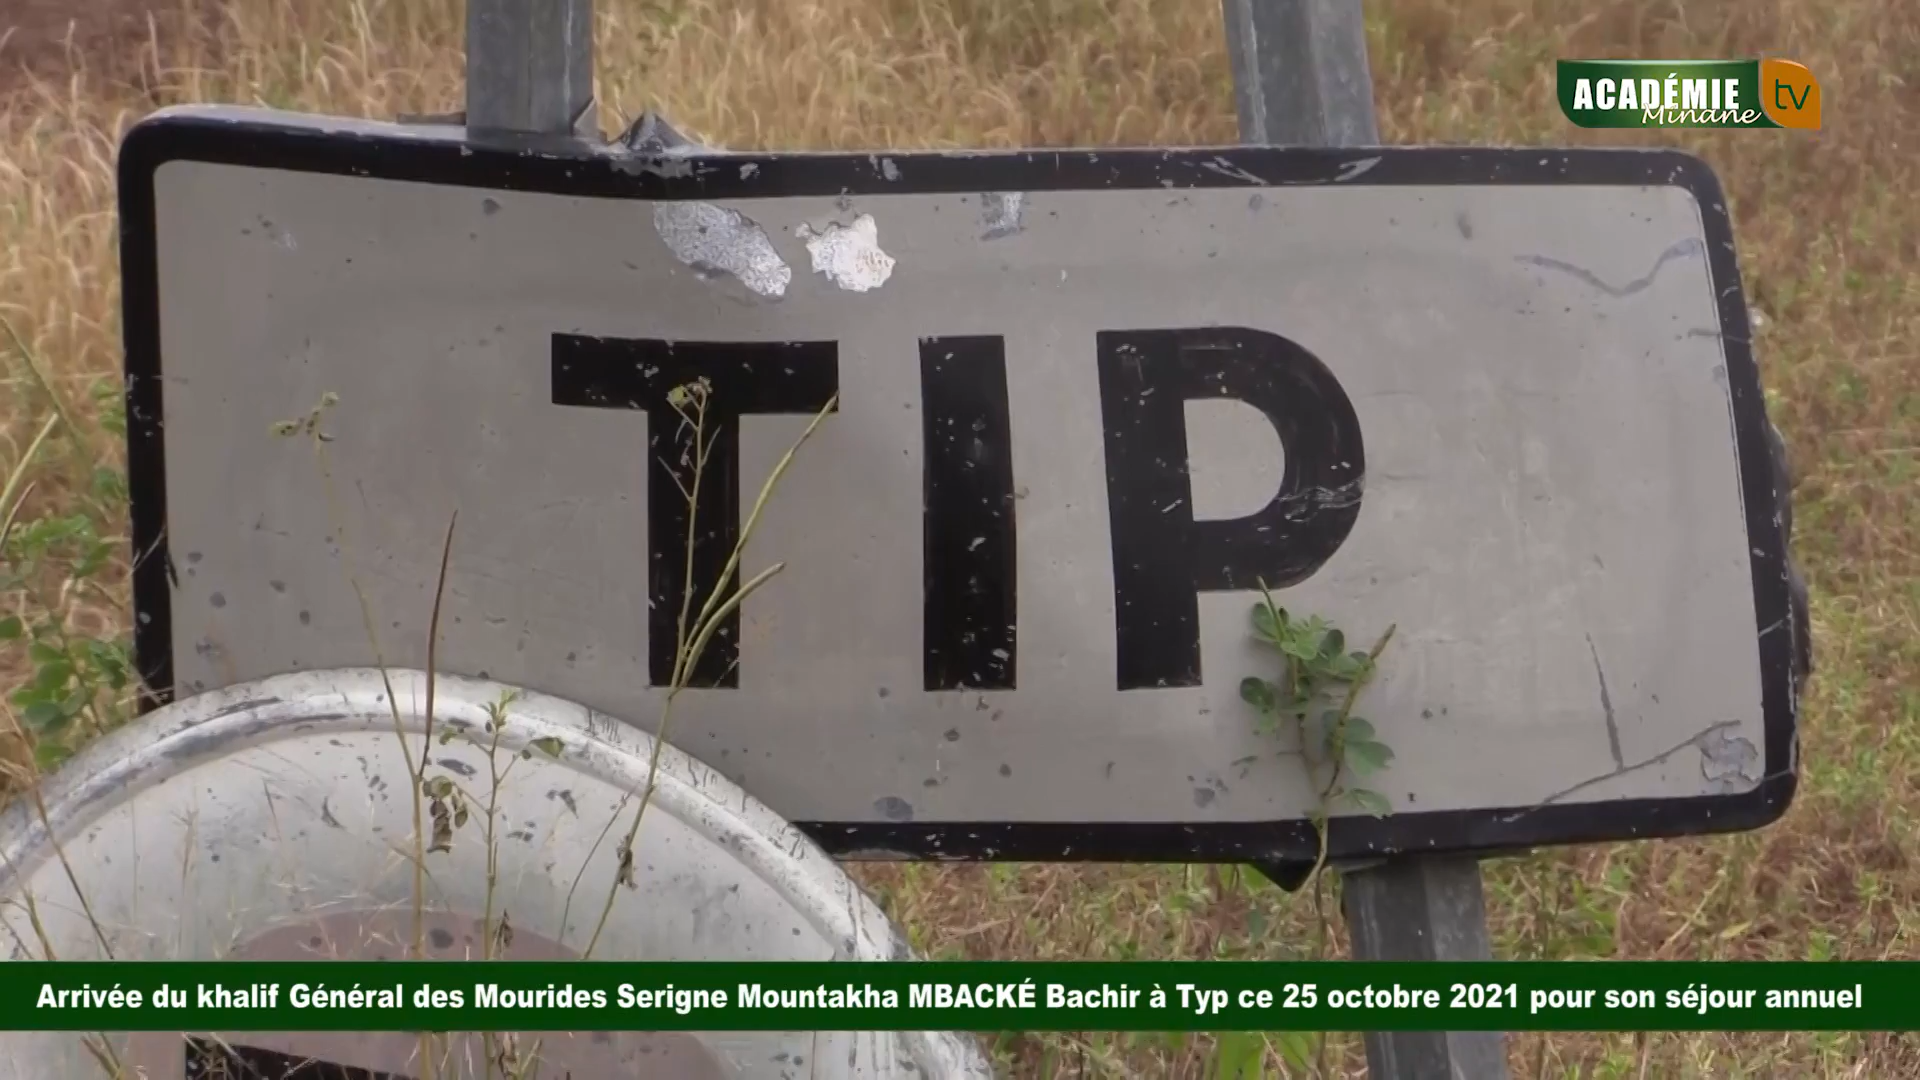 ACADÉMIE tv
Minane
TIP
Arrivée du khalif Général des Mourides Serigne Mountakha MBACKÉ Bachir à Typ ce 25 octobre 2021 pour son séjour annuel